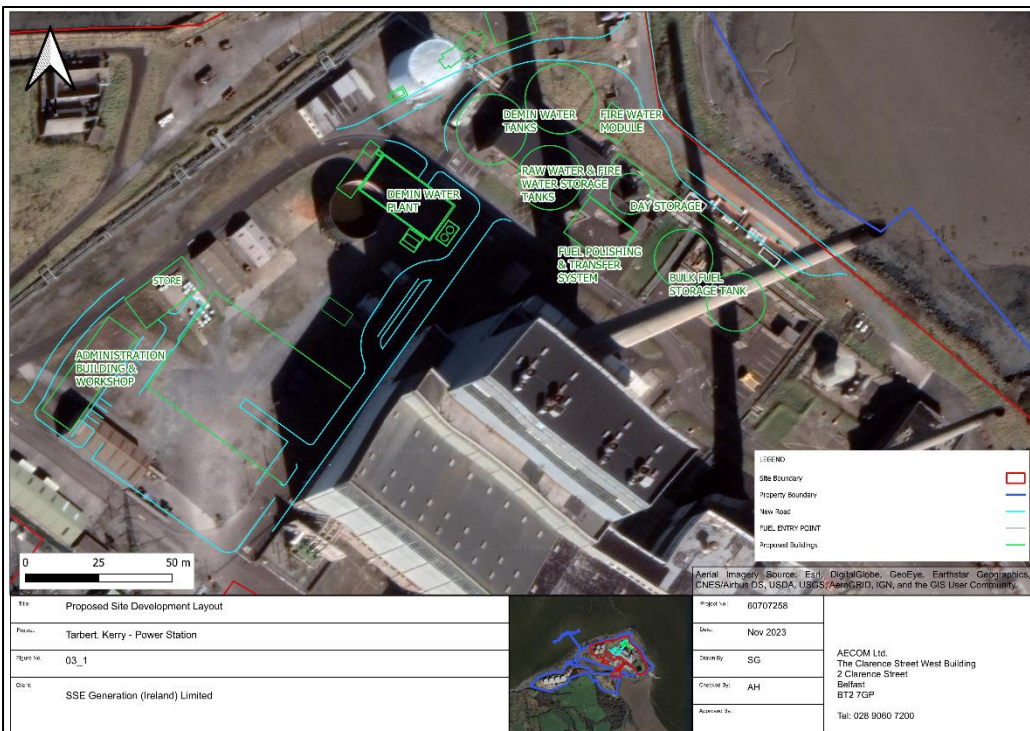 N
DEMIN WATER
TANKS
FIRE WATER
MODULE
RAW WATER & FIRE
WATER STORAGE
TANKS
DEMIN WATER
PLANT
DAY STORAGE
FUEL POLISHING
& TRANSFER
SYSTEM
BULK FUEL
STORAGE TANK
STORE
ADMINISTRATION
BUILDING &
WORKSHOP
LEGEND
Site Boundary
Property Boundary
New Road
FUEL ENTRY POINT
Proposed Buildings
0 25 50 m
Aerial Imagery Source: Esri, DigitalGlobe, GeoEye, Earthstar Geographics,
CNES/Airbus DS, USDA, USGS, AeroGRID, IGN, and the GIS User Community
Title Proposed Site Development Layout
Project: Tarbert. Kerry - Power Station
Figure No. 03_1
Client SSE Generation (Ireland) Limited
Project No: 60707258
Date: Nov 2023
Drawn By SG
Checked By: AH
Approved By:
AECOM Ltd.
The Clarence Street West Building
2 Clarence Street
Belfast
BT2 7GP
Tel: 028 9060 7200